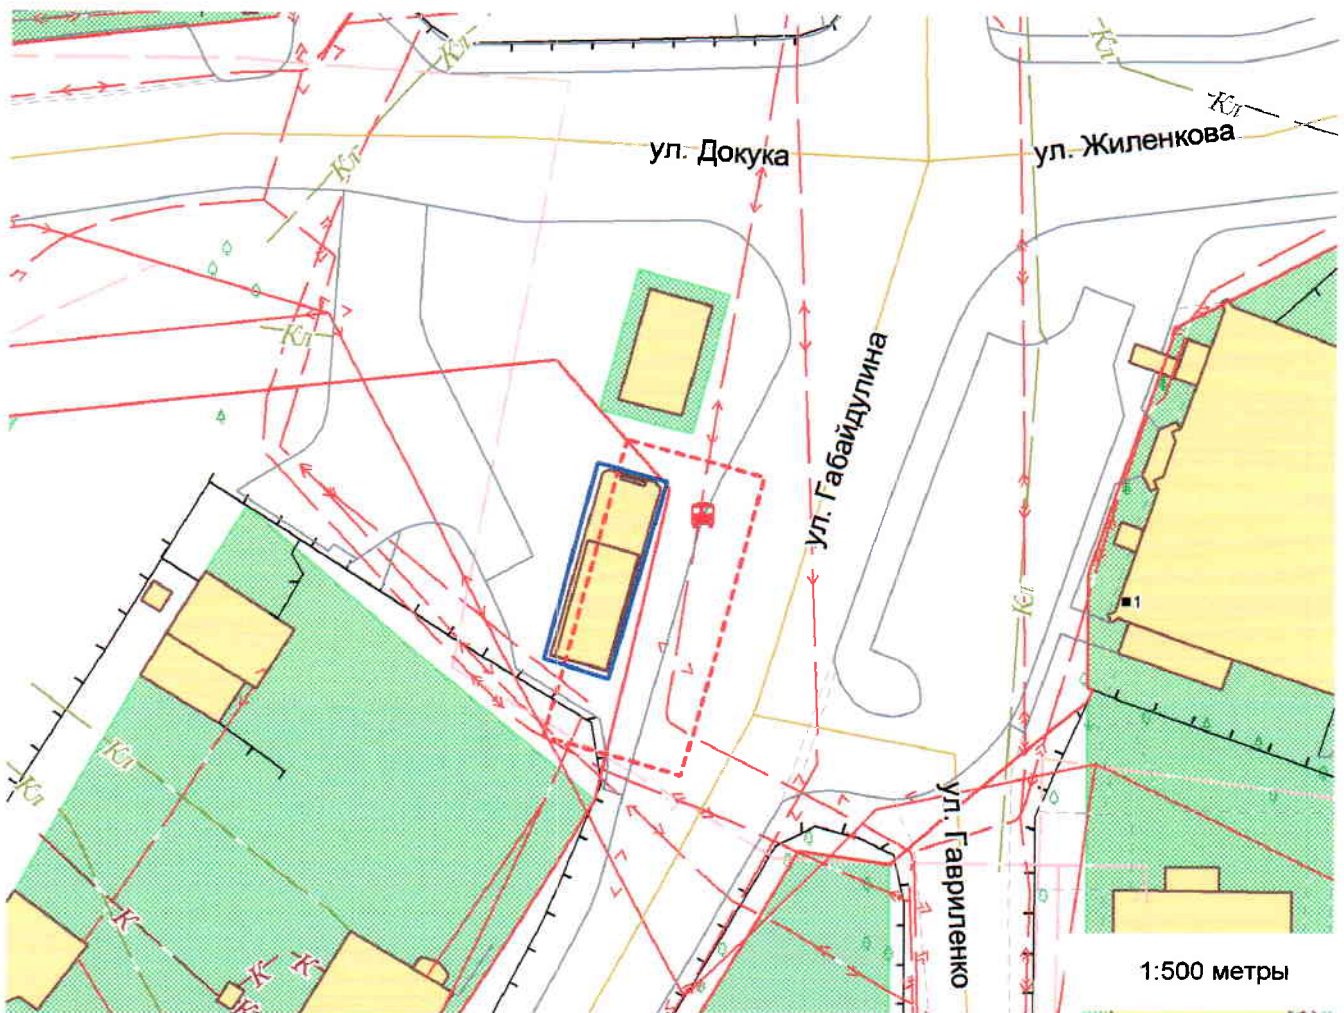 Кл
Кл
Кл
ул. Докука
ул. Жиленкова
Кл
Кл
ул. Габайдулина
Кл
1
Кл
Кл
ул. Гавриленко
К
К
К
К
1:500 метры